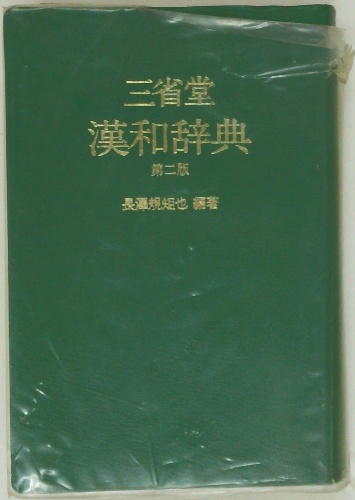 三省堂
漢和辞典
第二版
長澤規矩也 編著